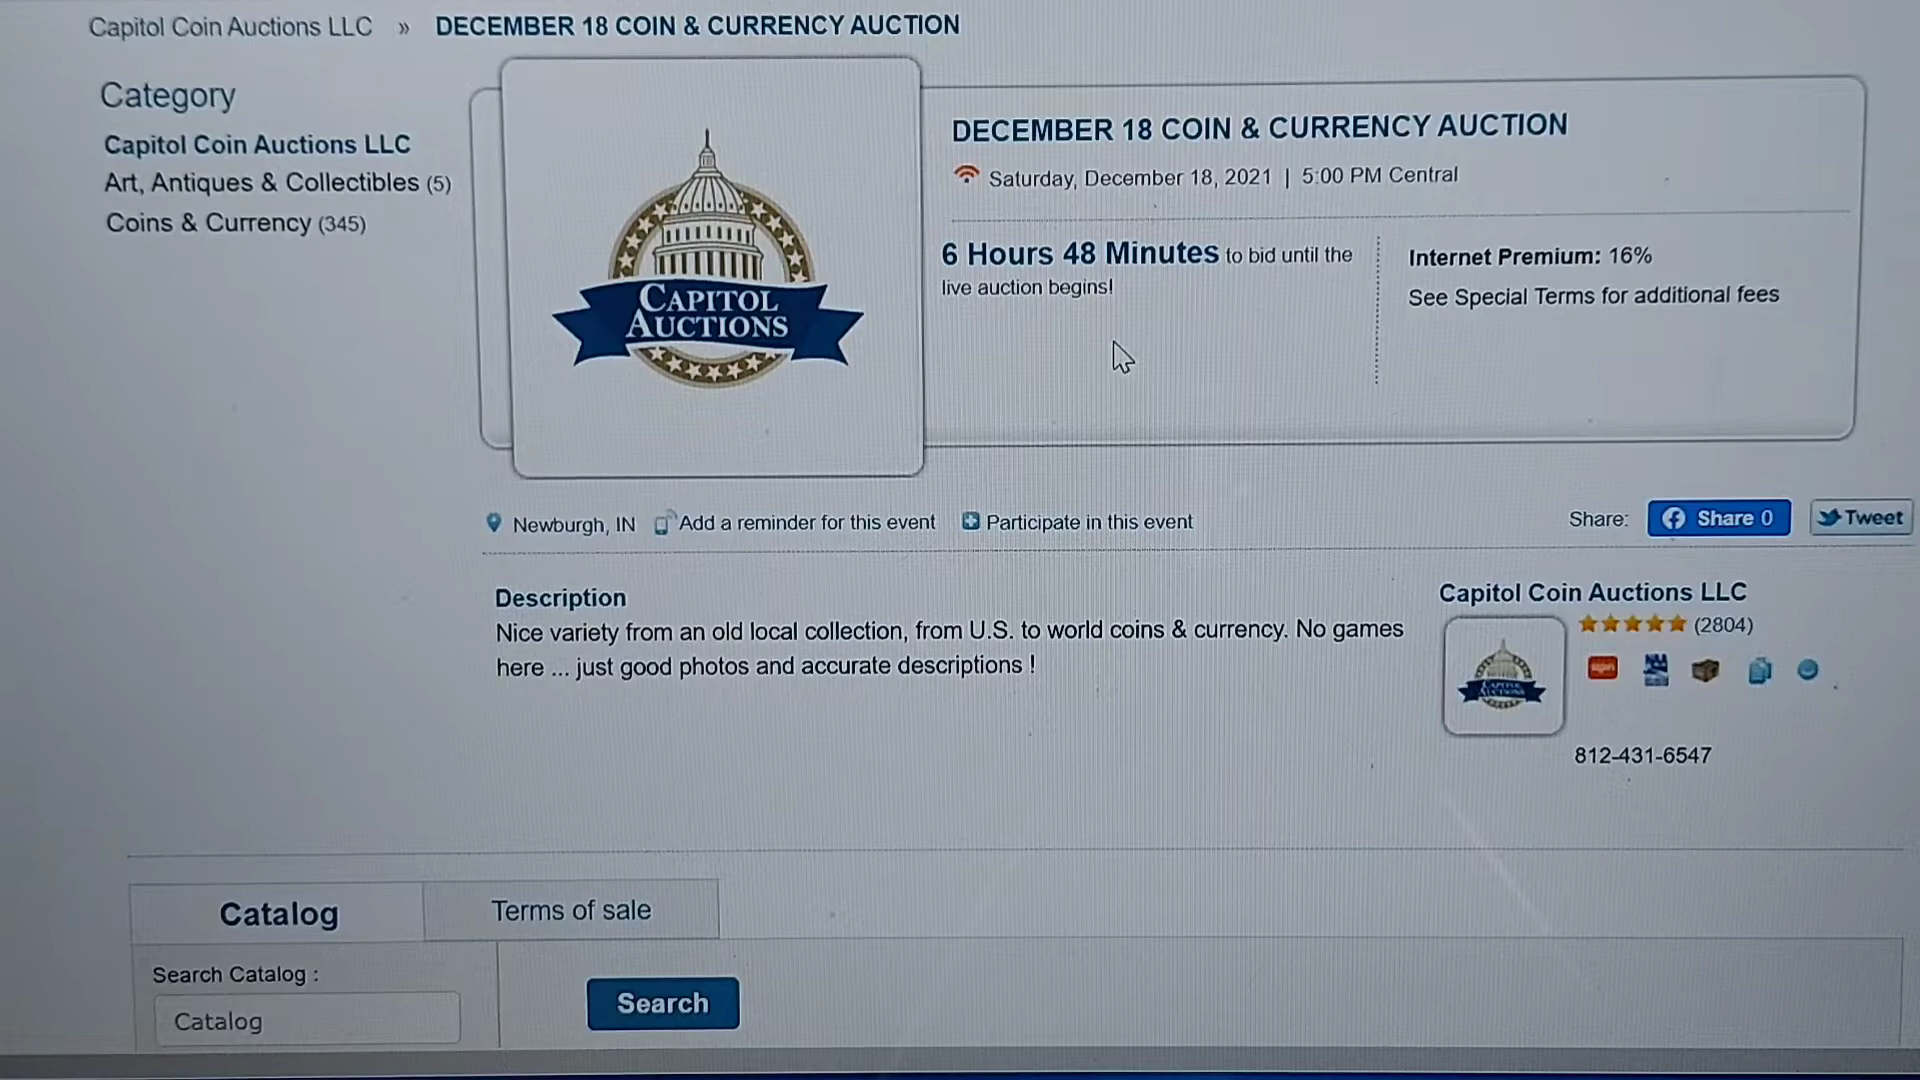 Capitol Coin Auctions LLC » DECEMBER 18 COIN & CURRENCY AUCTION
Category
Capitol Coin Auctions LLC
Art, Antiques & Collectibles (5)
Coins & Currency (345)
CAPITOL
AUCTIONS
DECEMBER 18 COIN & CURRENCY AUCTION
Saturday, December 18, 2021 | 5:00 PM Central
6 Hours 48 Minutes to bid until the
live auction begins!
Internet Premium: 16%
See Special Terms for additional fees
Newburgh, IN Add a reminder for this event Participate in this event
Share: Share 0 Tweet
Description
Nice variety from an old local collection, from U.S. to world coins & currency. No games
here ... just good photos and accurate descriptions !
Capitol Coin Auctions LLC
(2804)
CAPITOL
AUCTIONS
812-431-6547
Catalog
Terms of sale
Search Catalog :
Catalog
Search